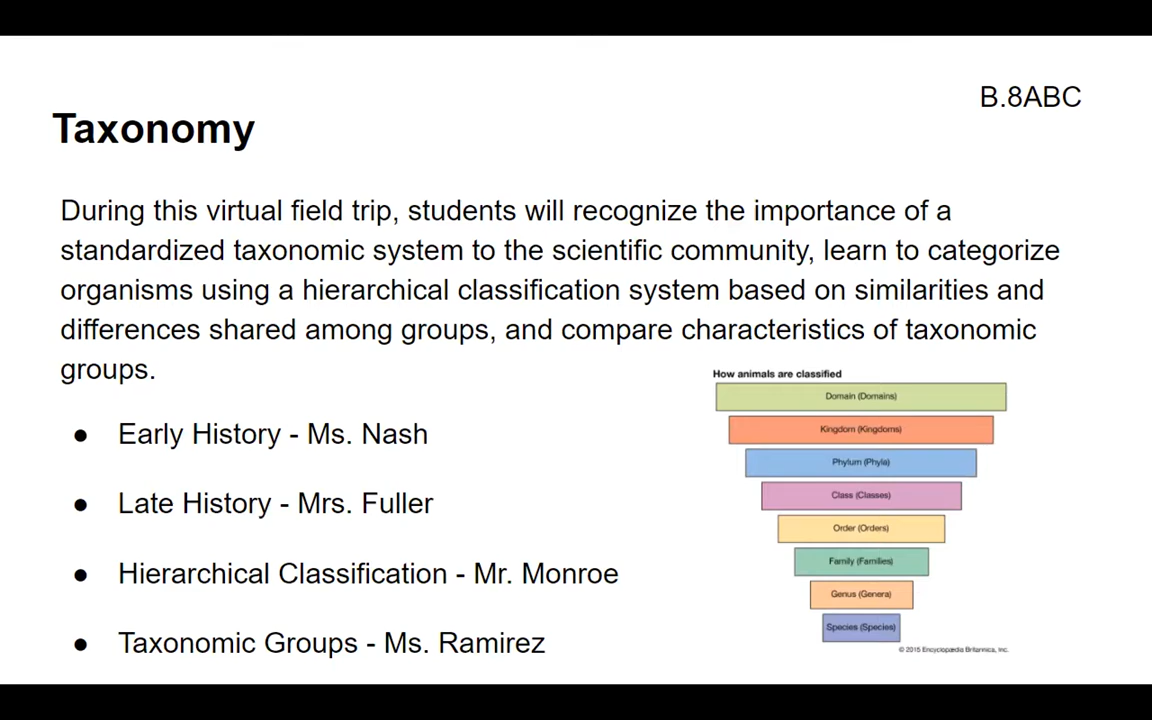 B.8ABC
Taxonomy
During this virtual field trip, students will recognize the importance of a
standardized taxonomic system to the scientific community, learn to categorize
organisms using a hierarchical classification system based on similarities and
differences shared among groups, and compare characteristics of taxonomic
groups.
● Early History - Ms. Nash
● Late History - Mrs. Fuller
● Hierarchical Classification - Mr. Monroe
● Taxonomic Groups - Ms. Ramirez
How animals are classified
Domain (Domains)
Kingdom (Kingdoms)
Phylum (Phyla)
Class (Classes)
Order (Orders)
Family (Families)
Genus (Genera)
Species (Species)
© 2015 Encyclopædia Britannica, Inc.